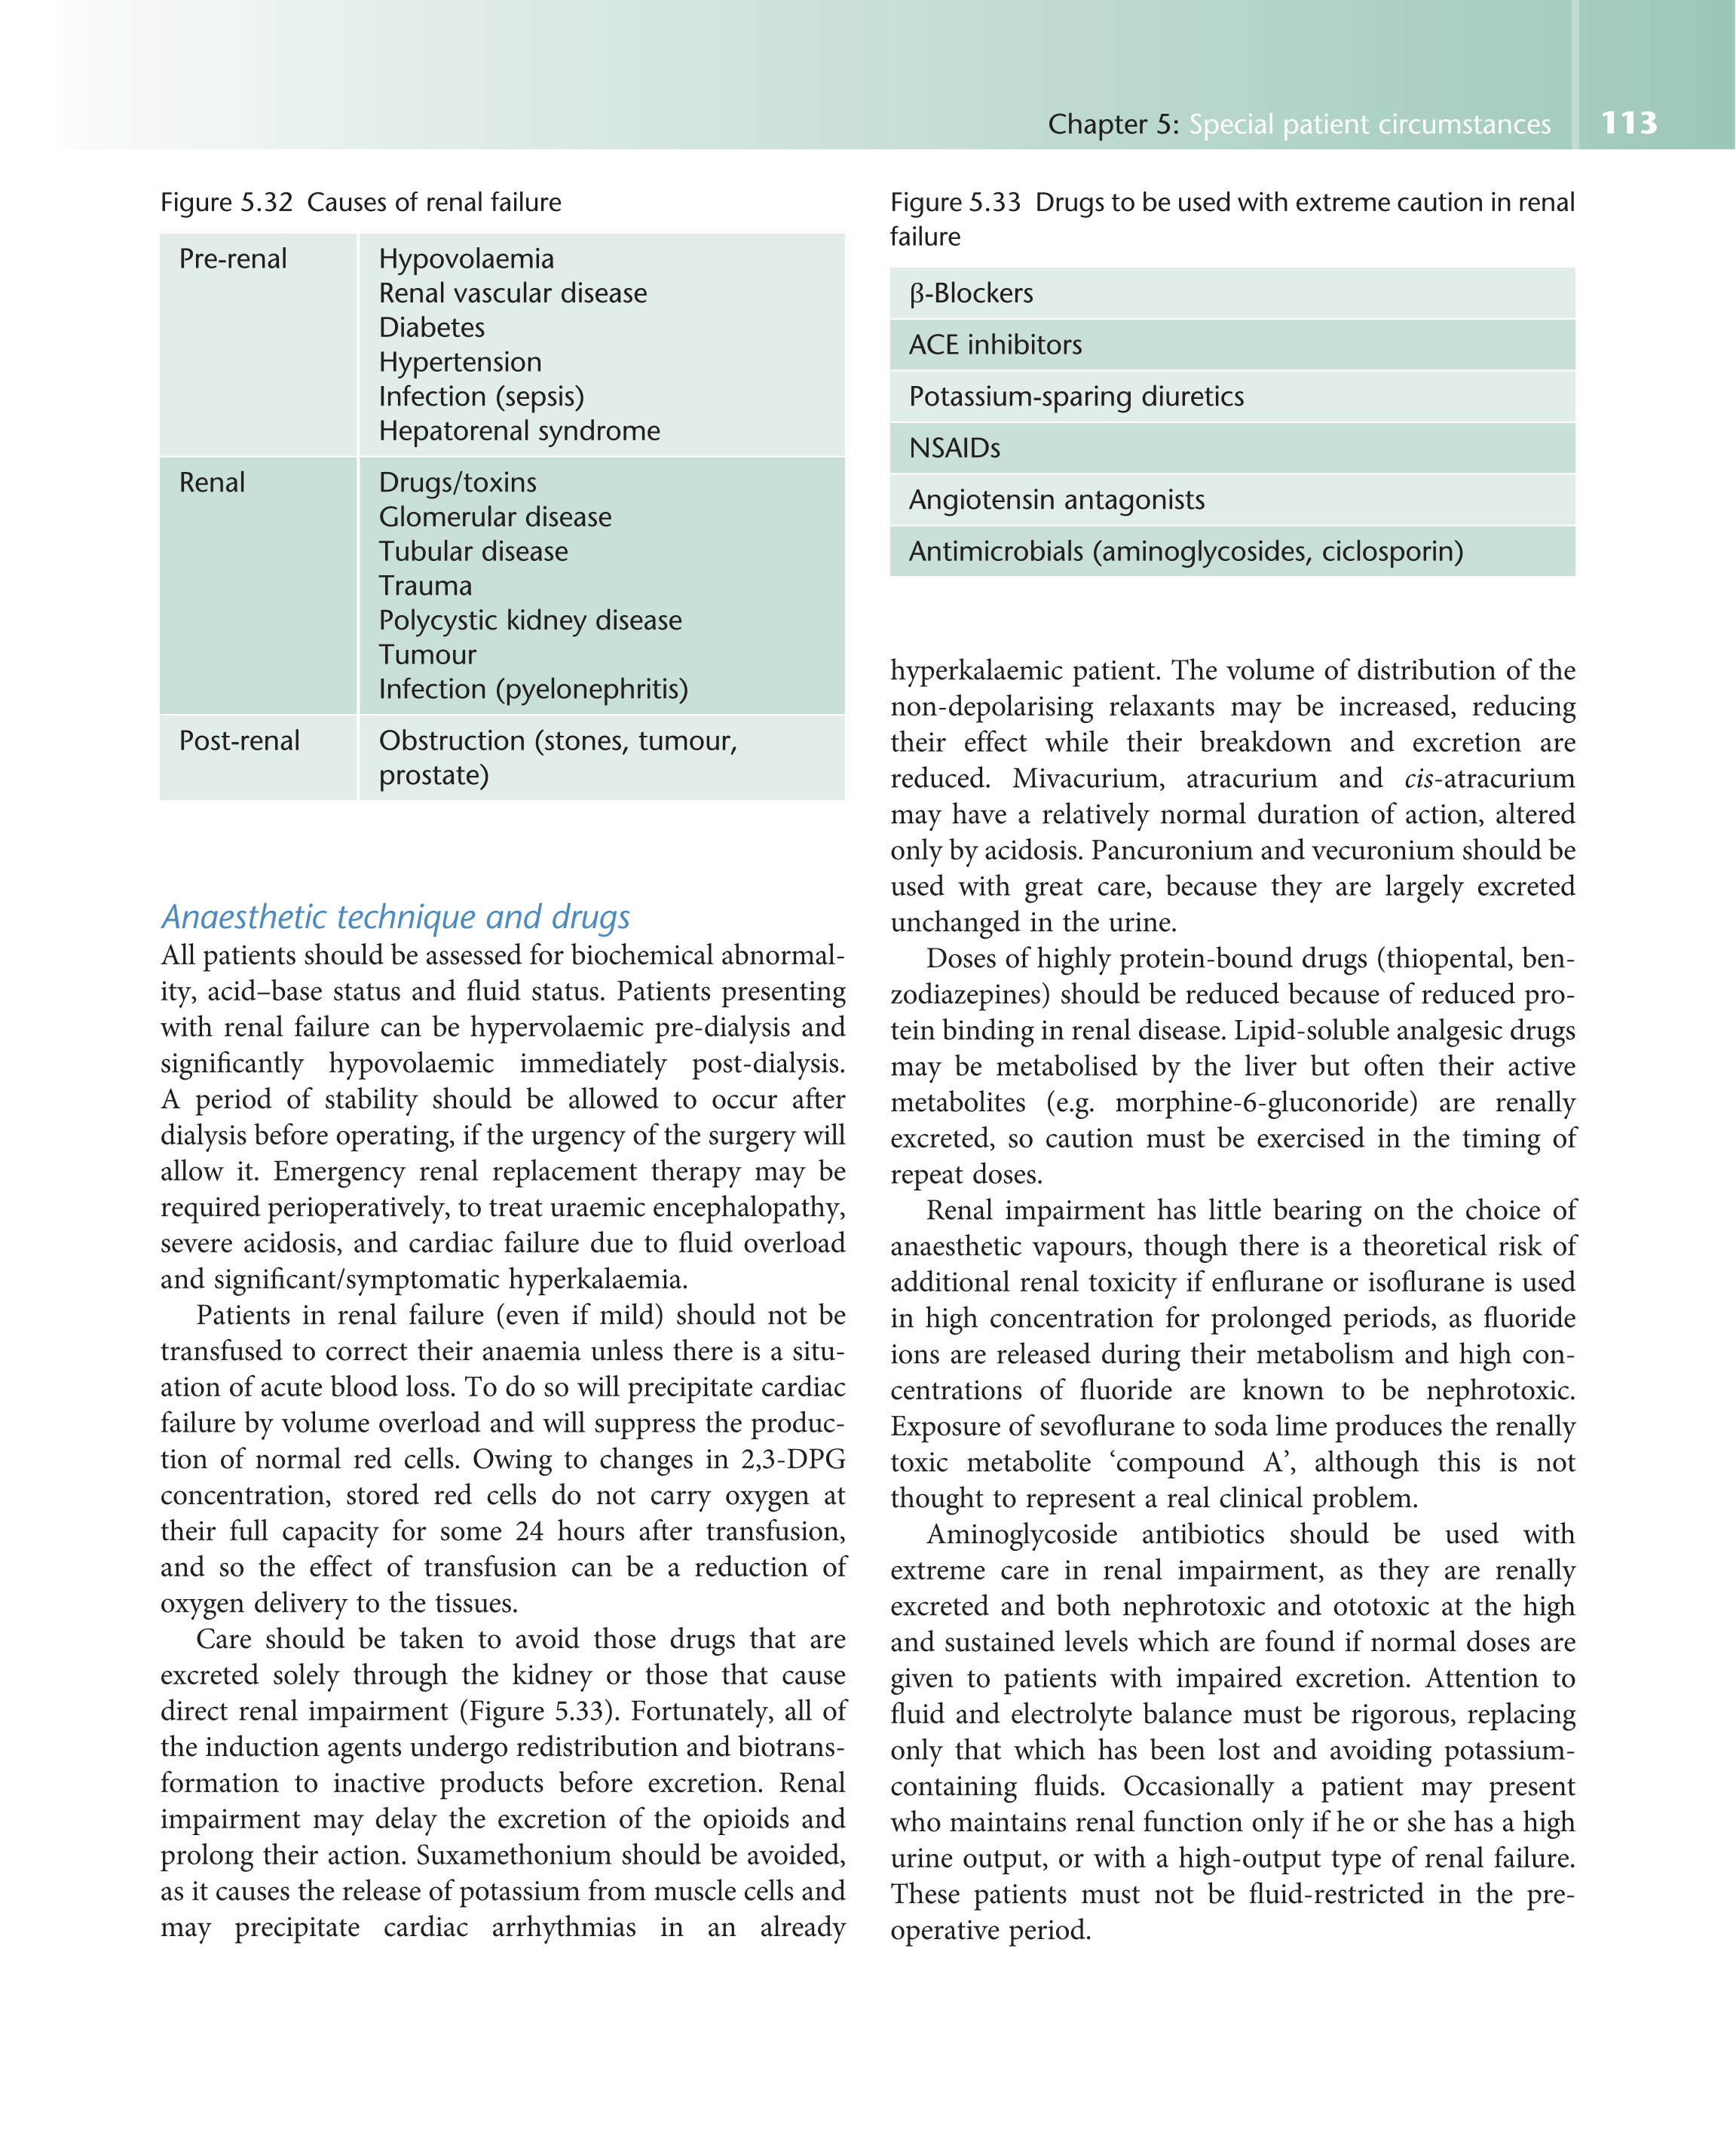 Chapter 5: Special patient circumstances 113
Figure 5.32 Causes of renal failure
Pre-renal
Hypovolaemia
Renal vascular disease
Diabetes
Hypertension
Infection (sepsis)
Hepatorenal syndrome
Renal
Drugs/toxins
Glomerular disease
Tubular disease
Trauma
Polycystic kidney disease
Tumour
Infection (pyelonephritis)
Post-renal
Obstruction (stones, tumour,
prostate)
Anaesthetic technique and drugs
All patients should be assessed for biochemical abnormal-
ity, acid–base status and fluid status. Patients presenting
with renal failure can be hypervolaemic pre-dialysis and
significantly hypovolaemic immediately post-dialysis.
A period of stability should be allowed to occur after
dialysis before operating, if the urgency of the surgery will
allow it. Emergency renal replacement therapy may be
required perioperatively, to treat uraemic encephalopathy,
severe acidosis, and cardiac failure due to fluid overload
and significant/symptomatic hyperkalaemia.
Patients in renal failure (even if mild) should not be
transfused to correct their anaemia unless there is a situ-
ation of acute blood loss. To do so will precipitate cardiac
failure by volume overload and will suppress the produc-
tion of normal red cells. Owing to changes in 2,3-DPG
concentration, stored red cells do not carry oxygen at
their full capacity for some 24 hours after transfusion,
and so the effect of transfusion can be a reduction of
oxygen delivery to the tissues.
Care should be taken to avoid those drugs that are
excreted solely through the kidney or those that cause
direct renal impairment (Figure 5.33). Fortunately, all of
the induction agents undergo redistribution and biotrans-
formation to inactive products before excretion. Renal
impairment may delay the excretion of the opioids and
prolong their action. Suxamethonium should be avoided,
as it causes the release of potassium from muscle cells and
may precipitate cardiac arrhythmias in an already
Figure 5.33 Drugs to be used with extreme caution in renal
failure
β-Blockers
ACE inhibitors
Potassium-sparing diuretics
NSAIDs
Angiotensin antagonists
Antimicrobials (aminoglycosides, ciclosporin)
hyperkalaemic patient. The volume of distribution of the
non-depolarising relaxants may be increased, reducing
their effect while their breakdown and excretion are
reduced. Mivacurium, atracurium and cis-atracurium
may have a relatively normal duration of action, altered
only by acidosis. Pancuronium and vecuronium should be
used with great care, because they are largely excreted
unchanged in the urine.
Doses of highly protein-bound drugs (thiopental, ben-
zodiazepines) should be reduced because of reduced pro-
tein binding in renal disease. Lipid-soluble analgesic drugs
may be metabolised by the liver but often their active
metabolites (e.g. morphine-6-gluconoride) are renally
excreted, so caution must be exercised in the timing of
repeat doses.
Renal impairment has little bearing on the choice of
anaesthetic vapours, though there is a theoretical risk of
additional renal toxicity if enflurane or isoflurane is used
in high concentration for prolonged periods, as fluoride
ions are released during their metabolism and high con-
centrations of fluoride are known to be nephrotoxic.
Exposure of sevoflurane to soda lime produces the renally
toxic metabolite ‘compound A’, although this is not
thought to represent a real clinical problem.
Aminoglycoside antibiotics should be used with
extreme care in renal impairment, as they are renally
excreted and both nephrotoxic and ototoxic at the high
and sustained levels which are found if normal doses are
given to patients with impaired excretion. Attention to
fluid and electrolyte balance must be rigorous, replacing
only that which has been lost and avoiding potassium-
containing fluids. Occasionally a patient may present
who maintains renal function only if he or she has a high
urine output, or with a high-output type of renal failure.
These patients must not be fluid-restricted in the pre-
operative period.